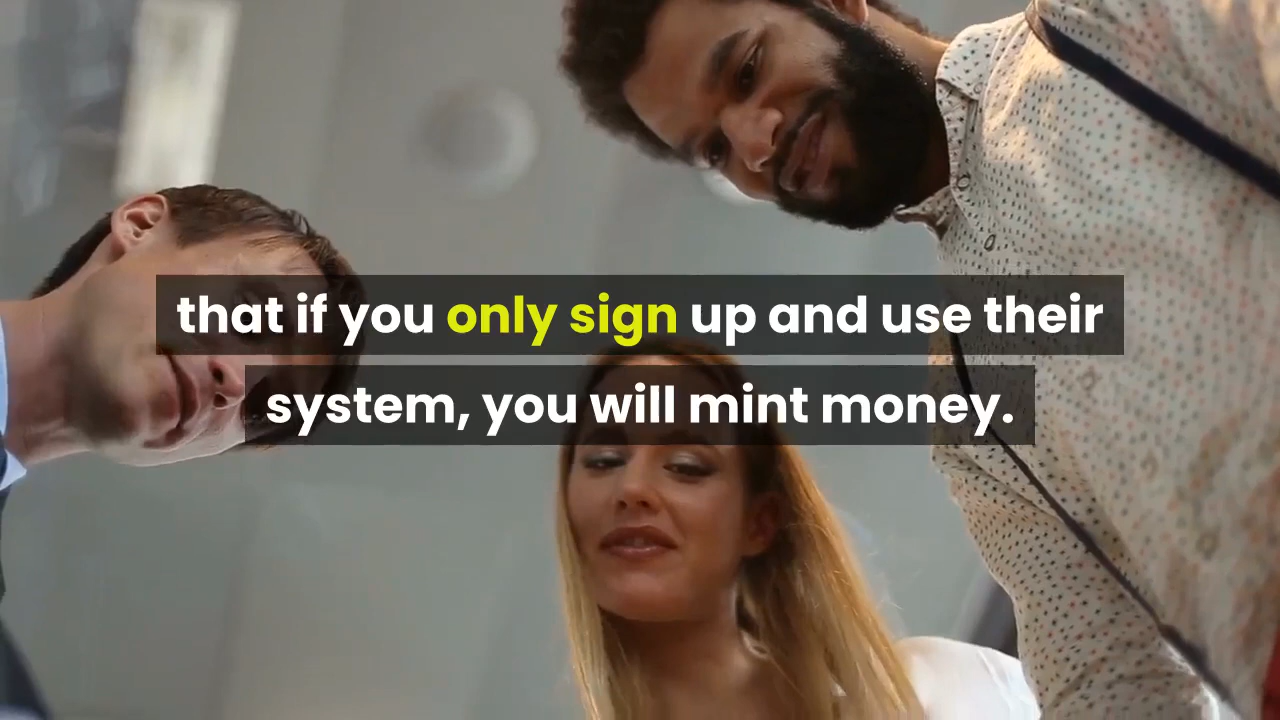 that if you only sign up and use their
system, you will mint money.